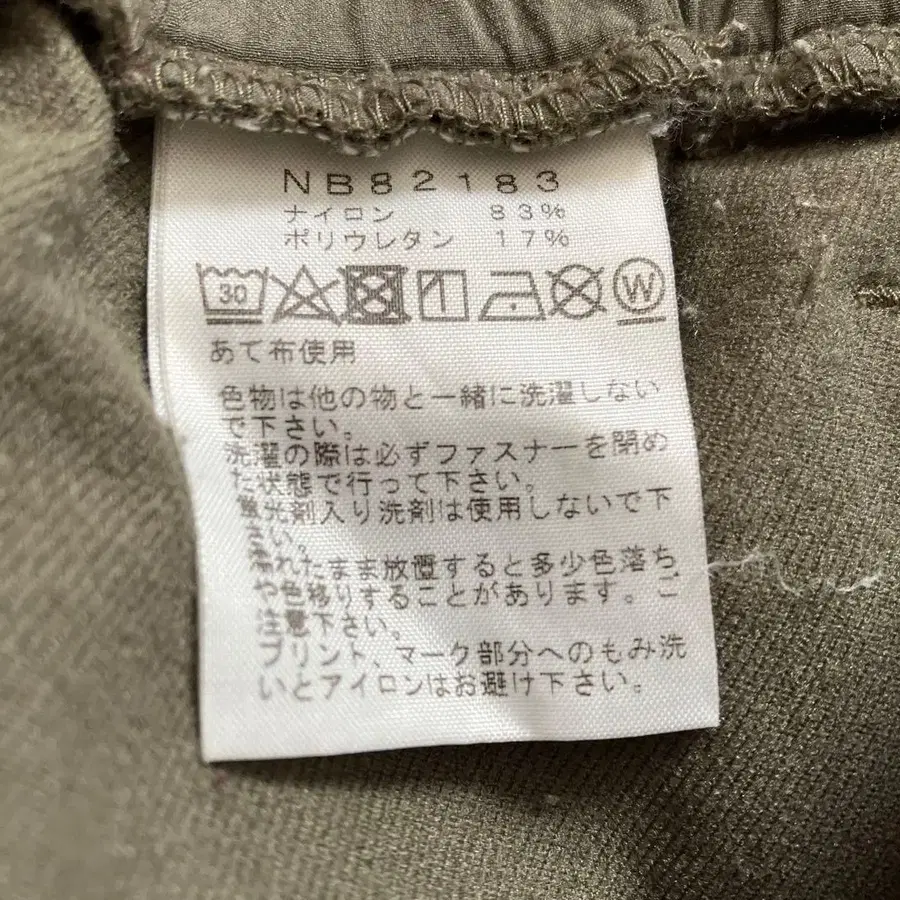 NB82183
ナイロン 83%
ポリウレタン 17%
30 W
あて布使用
色物は他の物と一緒に洗濯しない
で下さい。
洗濯の際は必ずファスナーを閉め
た状態で行って下さい。
蛍光剤入り洗剤は使用しないで下
さい。
濡れたまま放置すると多少色落ち
や色移りすることがあります。ご
注意下さい。
プリント、マーク部分へのもみ洗
いとアイロンはお避け下さい。